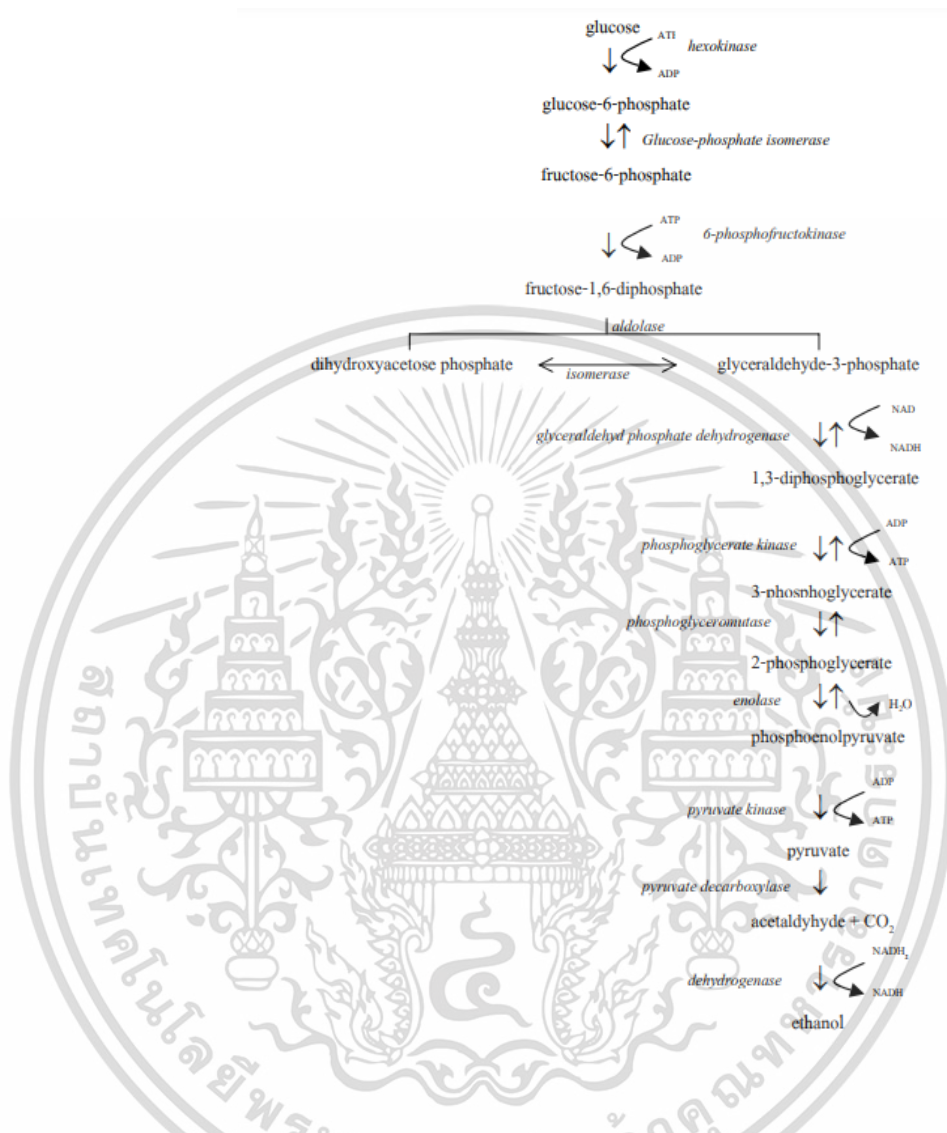 glucose
ATI
hexokinase
ADP
glucose-6-phosphate
Glucose-phosphate isomerase
fructose-6-phosphate
ATP
6-phosphofructokinase
ADP
fructose-1,6-diphosphate
aldolase
dihydroxyacetose phosphate
isomerase
glyceraldehyde-3-phosphate
NAD
glyceraldehyd phosphate dehydrogenase
NADH
1,3-diphosphoglycerate
ADP
phosphoglycerate kinase
ATP
3-phosphoglycerate
phosphoglyceromutase
2-phosphoglycerate
enolase
H₂O
phosphoenolpyruvate
ADP
pyruvate kinase
ATP
pyruvate
pyruvate decarboxylase
acetaldyhyde + CO₂
NADH₂
dehydrogenase
NADH
ethanol